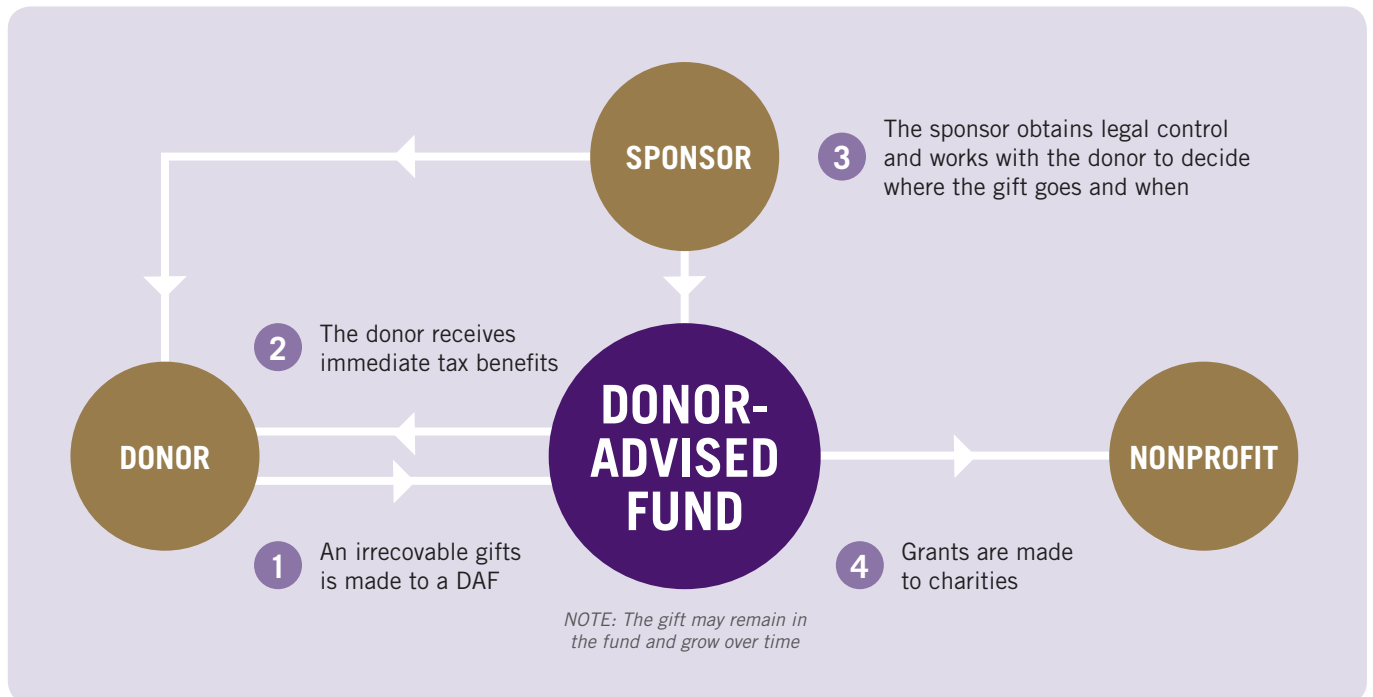 SPONSOR
3
The sponsor obtains legal control
and works with the donor to decide
where the gift goes and when
2
The donor receives
immediate tax benefits
DONOR
DONOR-
ADVISED
FUND
NONPROFIT
1
An irrecovable gifts
is made to a DAF
4
Grants are made
to charities
NOTE: The gift may remain in
the fund and grow over time